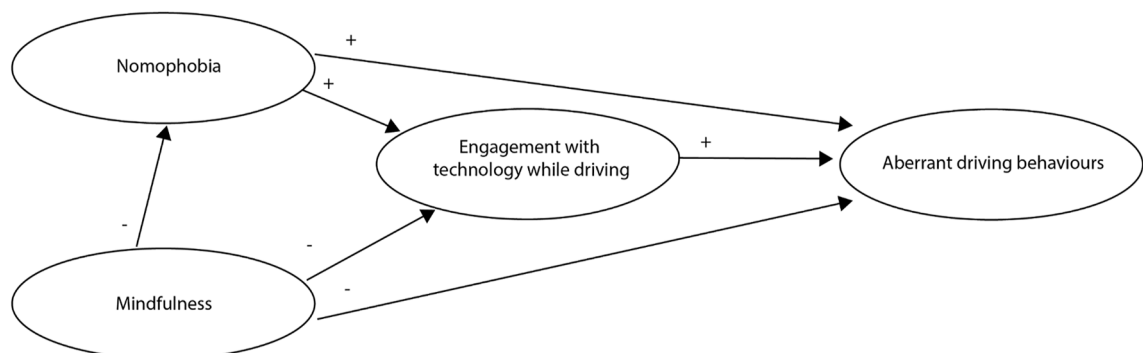 Nomophobia
+
+
Engagement with
technology while driving
+
Aberrant driving behaviours
-
-
-
Mindfulness